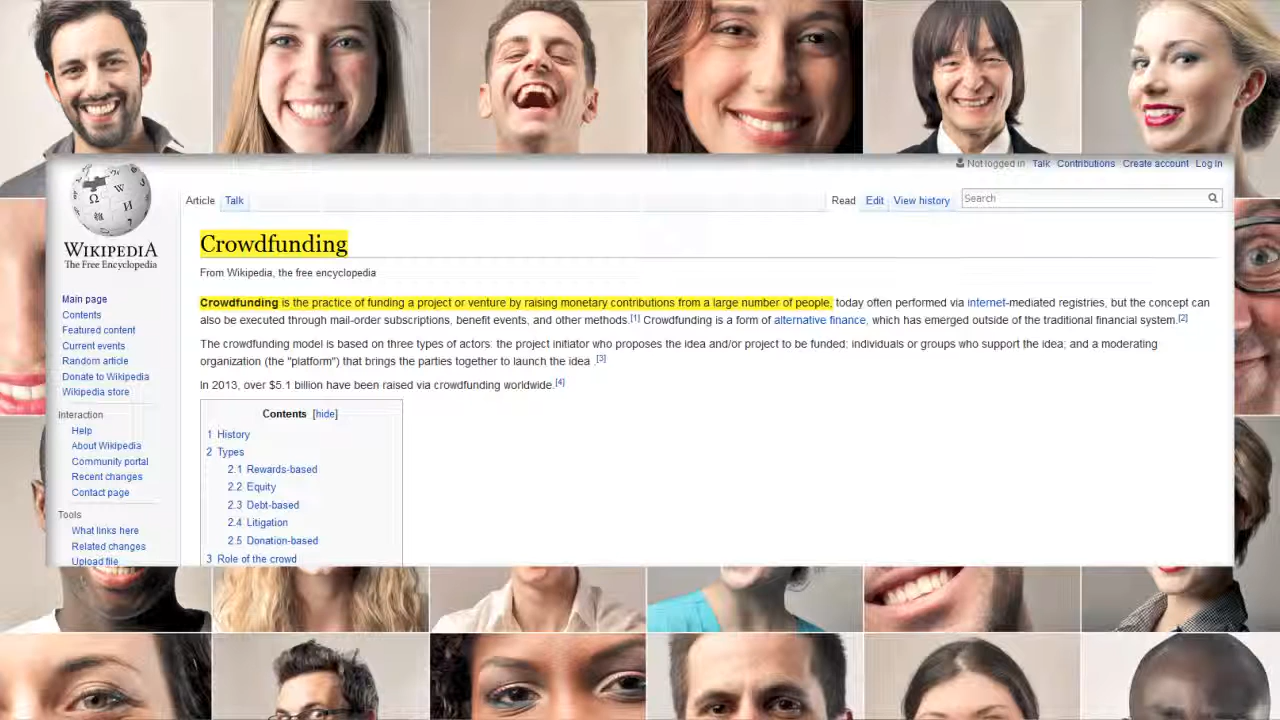 Not logged in Talk Contributions Create account Log in
Article Talk Read Edit View history Search
WIKIPEDIA
The Free Encyclopedia
Main page
Contents
Featured content
Current events
Random article
Donate to Wikipedia
Wikipedia store
Interaction
Help
About Wikipedia
Community portal
Recent changes
Contact page
Tools
What links here
Related changes
Upload file
Crowdfunding
From Wikipedia, the free encyclopedia
Crowdfunding is the practice of funding a project or venture by raising monetary contributions from a large number of people, today often performed via internet-mediated registries, but the concept can
also be executed through mail-order subscriptions, benefit events, and other methods.[1] Crowdfunding is a form of alternative finance, which has emerged outside of the traditional financial system.[2]
The crowdfunding model is based on three types of actors: the project initiator who proposes the idea and/or project to be funded; individuals or groups who support the idea; and a moderating
organization (the "platform") that brings the parties together to launch the idea .[3]
In 2013, over $5.1 billion have been raised via crowdfunding worldwide.[4]
Contents [hide]
1 History
2 Types
2.1 Rewards-based
2.2 Equity
2.3 Debt-based
2.4 Litigation
2.5 Donation-based
3 Role of the crowd